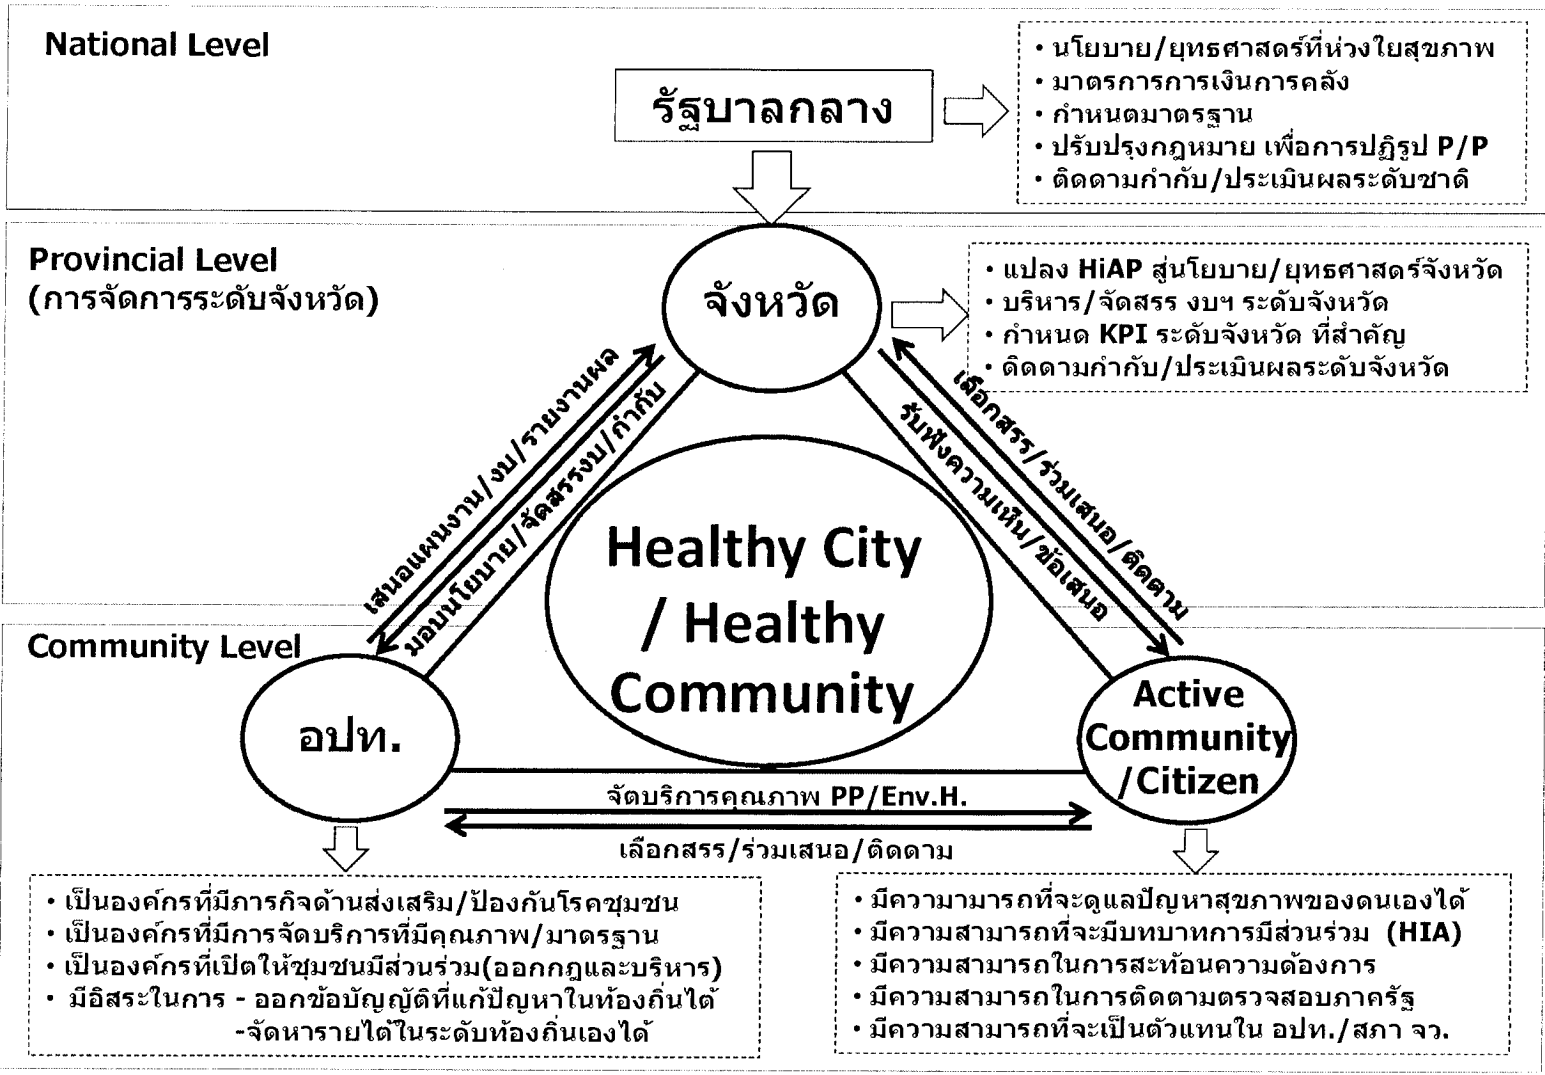 National Level
รัฐบาลกลาง
• นโยบาย/ยุทธศาสตร์ที่ห่วงใยสุขภาพ
• มาตรการการเงินการคลัง
• กำหนดมาตรฐาน
• ปรับปรุงกฎหมาย เพื่อการปฏิรูป P/P
• ติดตามกำกับ/ประเมินผลระดับชาติ
Provincial Level
(การจัดการระดับจังหวัด)
จังหวัด
• แปลง HiAP สู่นโยบาย/ยุทธศาสตร์จังหวัด
• บริหาร/จัดสรร งบฯ ระดับจังหวัด
• กำหนด KPI ระดับจังหวัด ที่สำคัญ
• ติดตามกำกับ/ประเมินผลระดับจังหวัด
เสนอแผนงาน/งบ/รายงานผล
มอบนโยบาย/จัดสรรงบ/กำกับ
รับฟังความเห็น/ข้อเสนอ
เลือกสรร/ร่วมเสนอ/ติดตาม
Healthy City
/ Healthy
Community
Community Level
อปท.
Active
Community
/Citizen
จัดบริการคุณภาพ PP/Env.H.
เลือกสรร/ร่วมเสนอ/ติดตาม
• เป็นองค์กรที่มีภารกิจด้านส่งเสริม/ป้องกันโรคชุมชน
• เป็นองค์กรที่มีการจัดบริการที่มีคุณภาพ/มาตรฐาน
• เป็นองค์กรที่เปิดให้ชุมชนมีส่วนร่วม(ออกกฎและบริหาร)
• มีอิสระในการ - ออกข้อบัญญัติที่แก้ปัญหาในท้องถิ่นได้
-จัดหารายได้ในระดับท้องถิ่นเองได้
• มีความามารถที่จะดูแลปัญหาสุขภาพของตนเองได้
• มีความสามารถที่จะมีบทบาทการมีส่วนร่วม (HIA)
• มีความสามารถในการสะท้อนความต้องการ
• มีความสามารถในการติดตามตรวจสอบภาครัฐ
• มีความสามารถที่จะเป็นตัวแทนใน อปท./สภา จว.